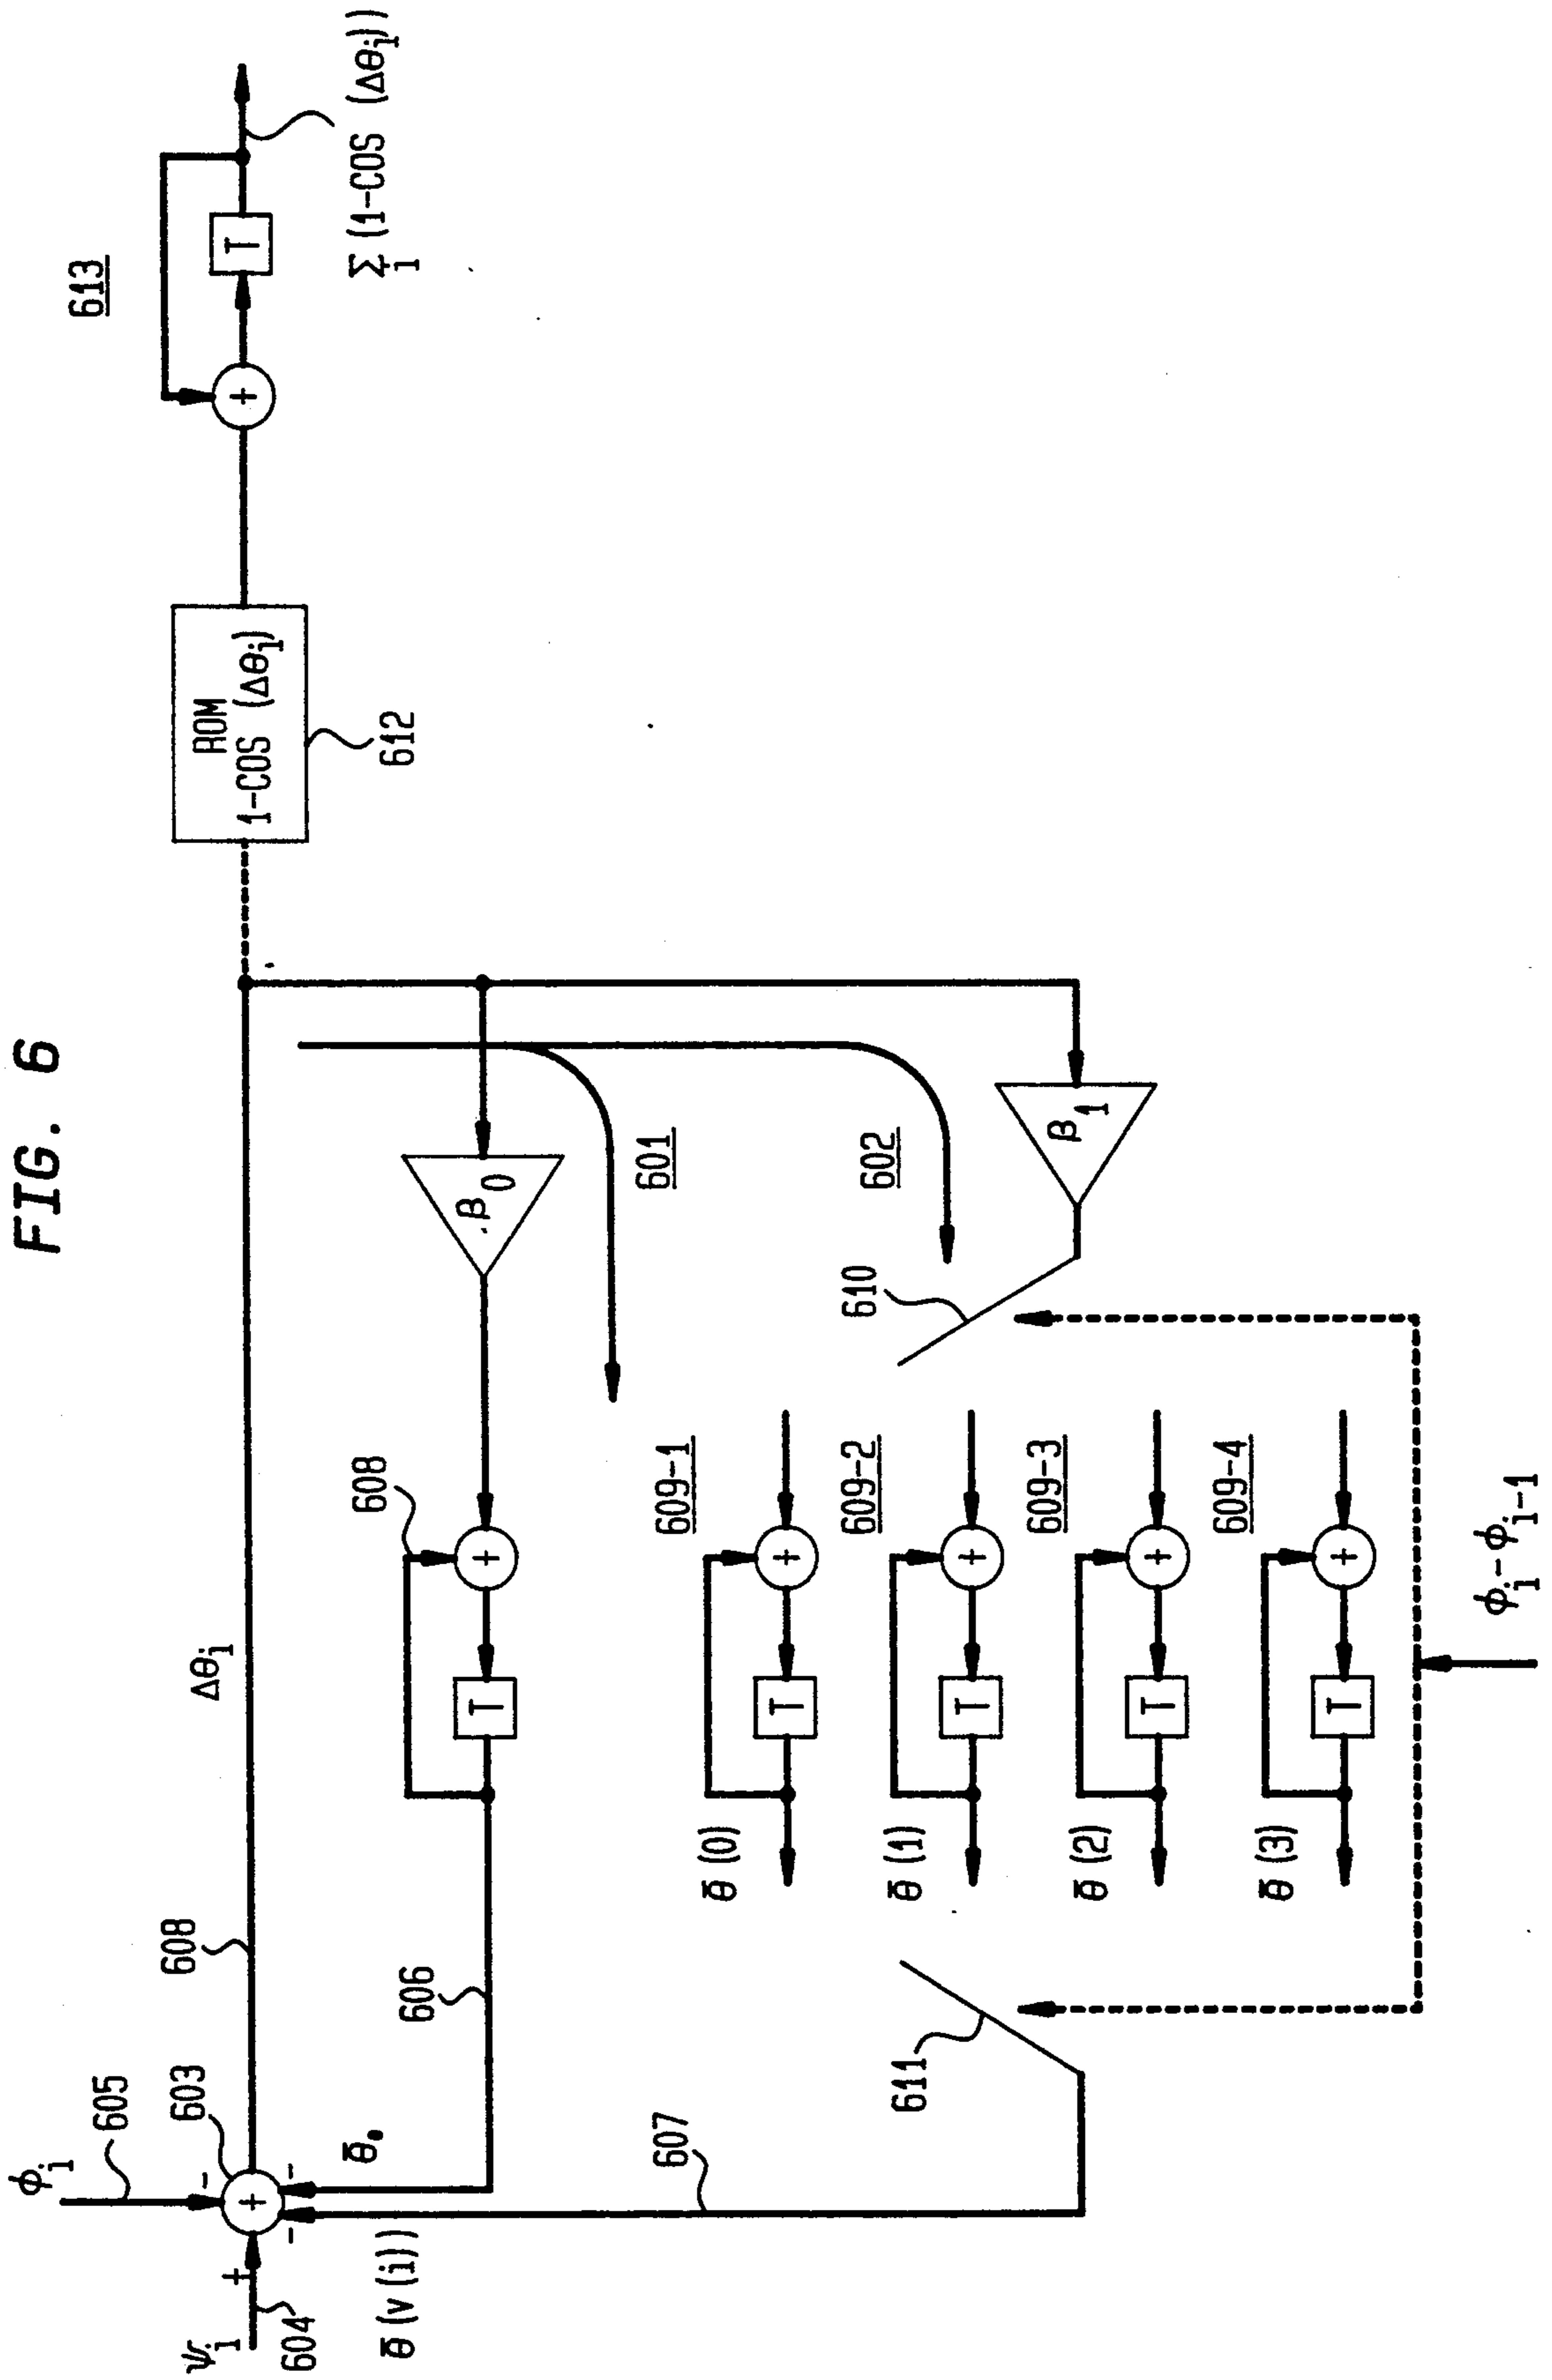 FIG. 6
ψi
+
604
ϕi
605
-
603
+
-
-
θ̅ (v (i))
θ̅0
608
Δθi
606
607
T
608
+
β0
601
602
ROM
1-COS (Δθi)
612
613
+
T
∑i (1-COS (Δθi))
θ̅ (0)
T
+
609-1
θ̅ (1)
T
+
609-2
θ̅ (2)
T
+
609-3
θ̅ (3)
T
+
609-4
610
β1
611
ϕi-ϕi-1